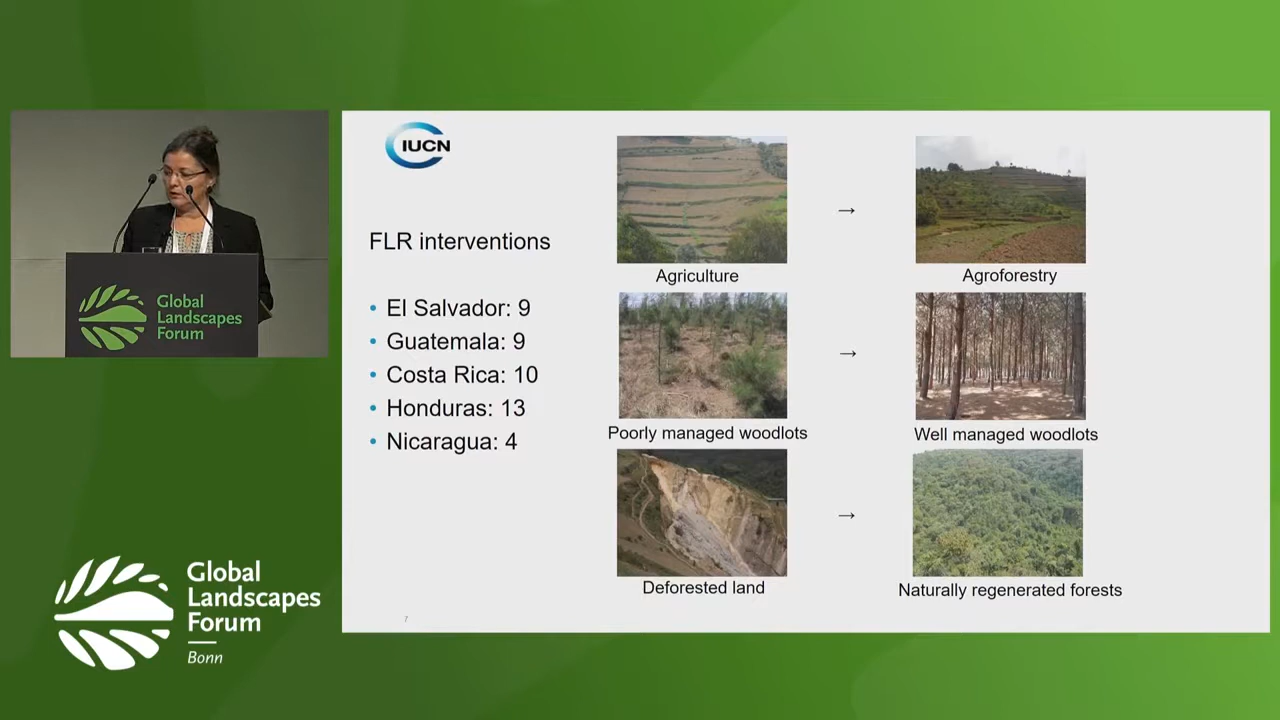 IUCN
FLR interventions
• El Salvador: 9
• Guatemala: 9
• Costa Rica: 10
• Honduras: 13
• Nicaragua: 4
Agriculture
→
Agroforestry
Poorly managed woodlots
→
Well managed woodlots
Deforested land
→
Naturally regenerated forests
7
Global
Landscapes
Forum
Global
Landscapes
Forum
Bonn